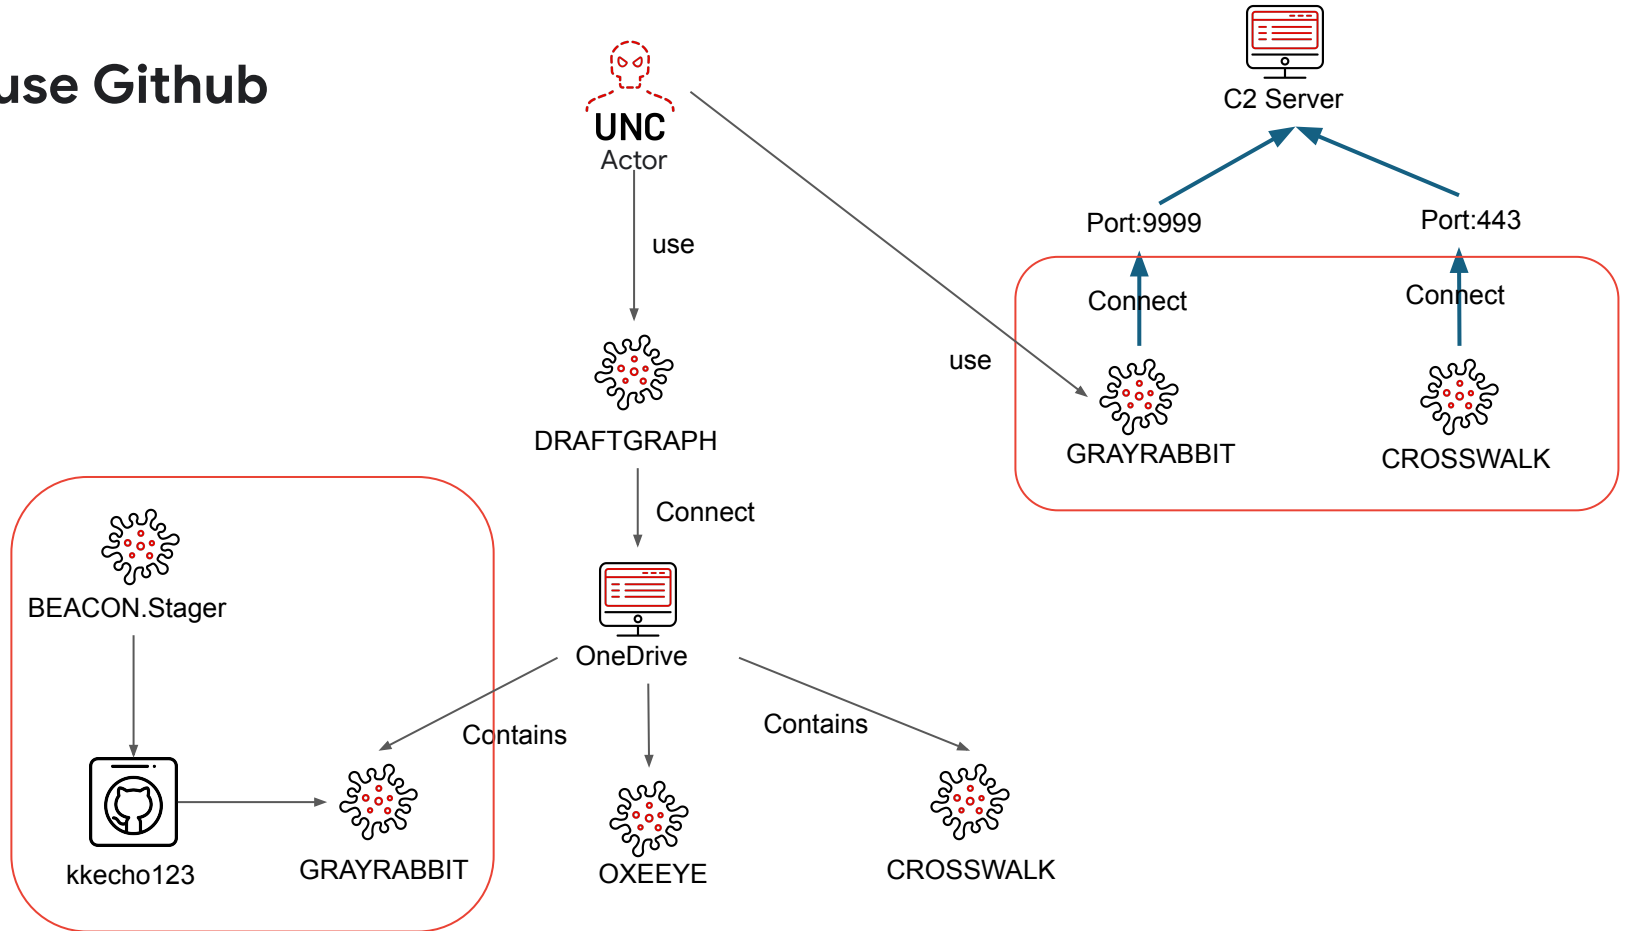 use Github
UNC
Actor
C2 Server
Port:9999
Port:443
use
Connect
Connect
use
GRAYRABBIT
CROSSWALK
DRAFTGRAPH
Connect
BEACON.Stager
OneDrive
Contains
Contains
kkecho123
GRAYRABBIT
OXEEYE
CROSSWALK